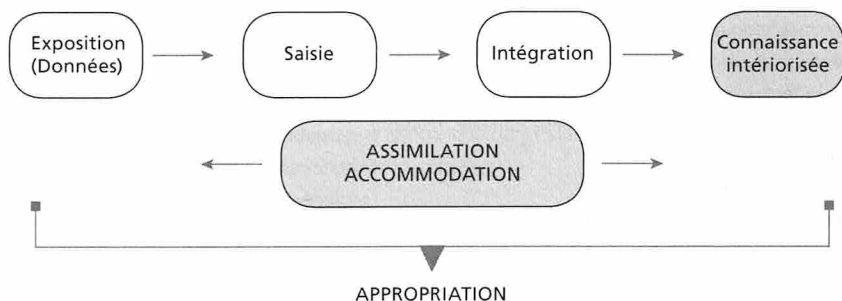 Exposition
(Données)
Saisie
Intégration
Connaissance
intériorisée
ASSIMILATION
ACCOMMODATION
APPROPRIATION